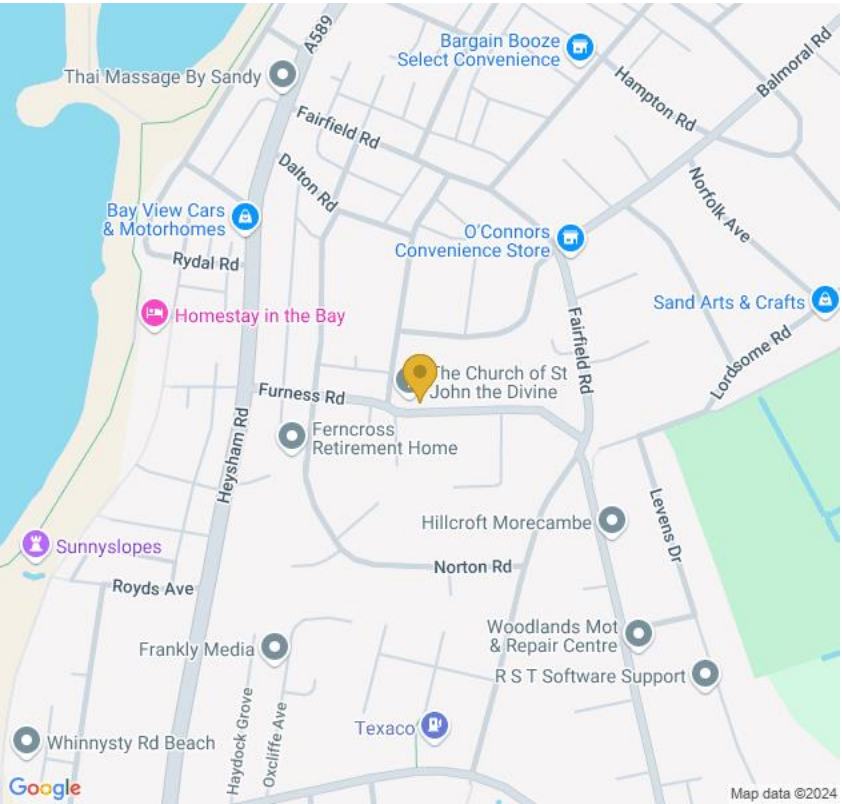 A589
Bargain Booze
Select Convenience
Balmoral Rd
Thai Massage By Sandy
Hampton Rd
Fairfield Rd
Dalton Rd
Norfolk Ave
Bay View Cars
& Motorhomes
O'Connors
Convenience Store
Rydal Rd
Sand Arts & Crafts
Homestay in the Bay
Fairfield Rd
Lordsome Rd
The Church of St
John the Divine
Furness Rd
Heysham Rd
Ferncross
Retirement Home
Levens Dr
Hillcroft Morecambe
Sunnyslopes
Norton Rd
Royds Ave
Woodlands Mot
& Repair Centre
Frankly Media
R S T Software Support
Haydock Grove
Oxcliffe Ave
Texaco
Whinnysty Rd Beach
Google
Map data ©2024